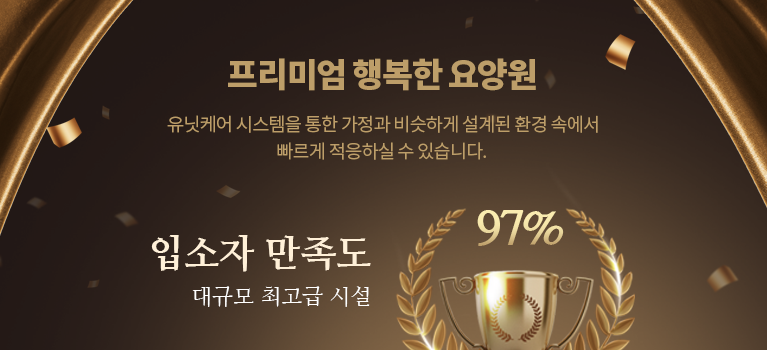 프리미엄 행복한 요양원
유닛케어 시스템을 통한 가정과 비슷하게 설계된 환경 속에서
빠르게 적응하실 수 있습니다.
입소자 만족도
대규모 최고급 시설
97%